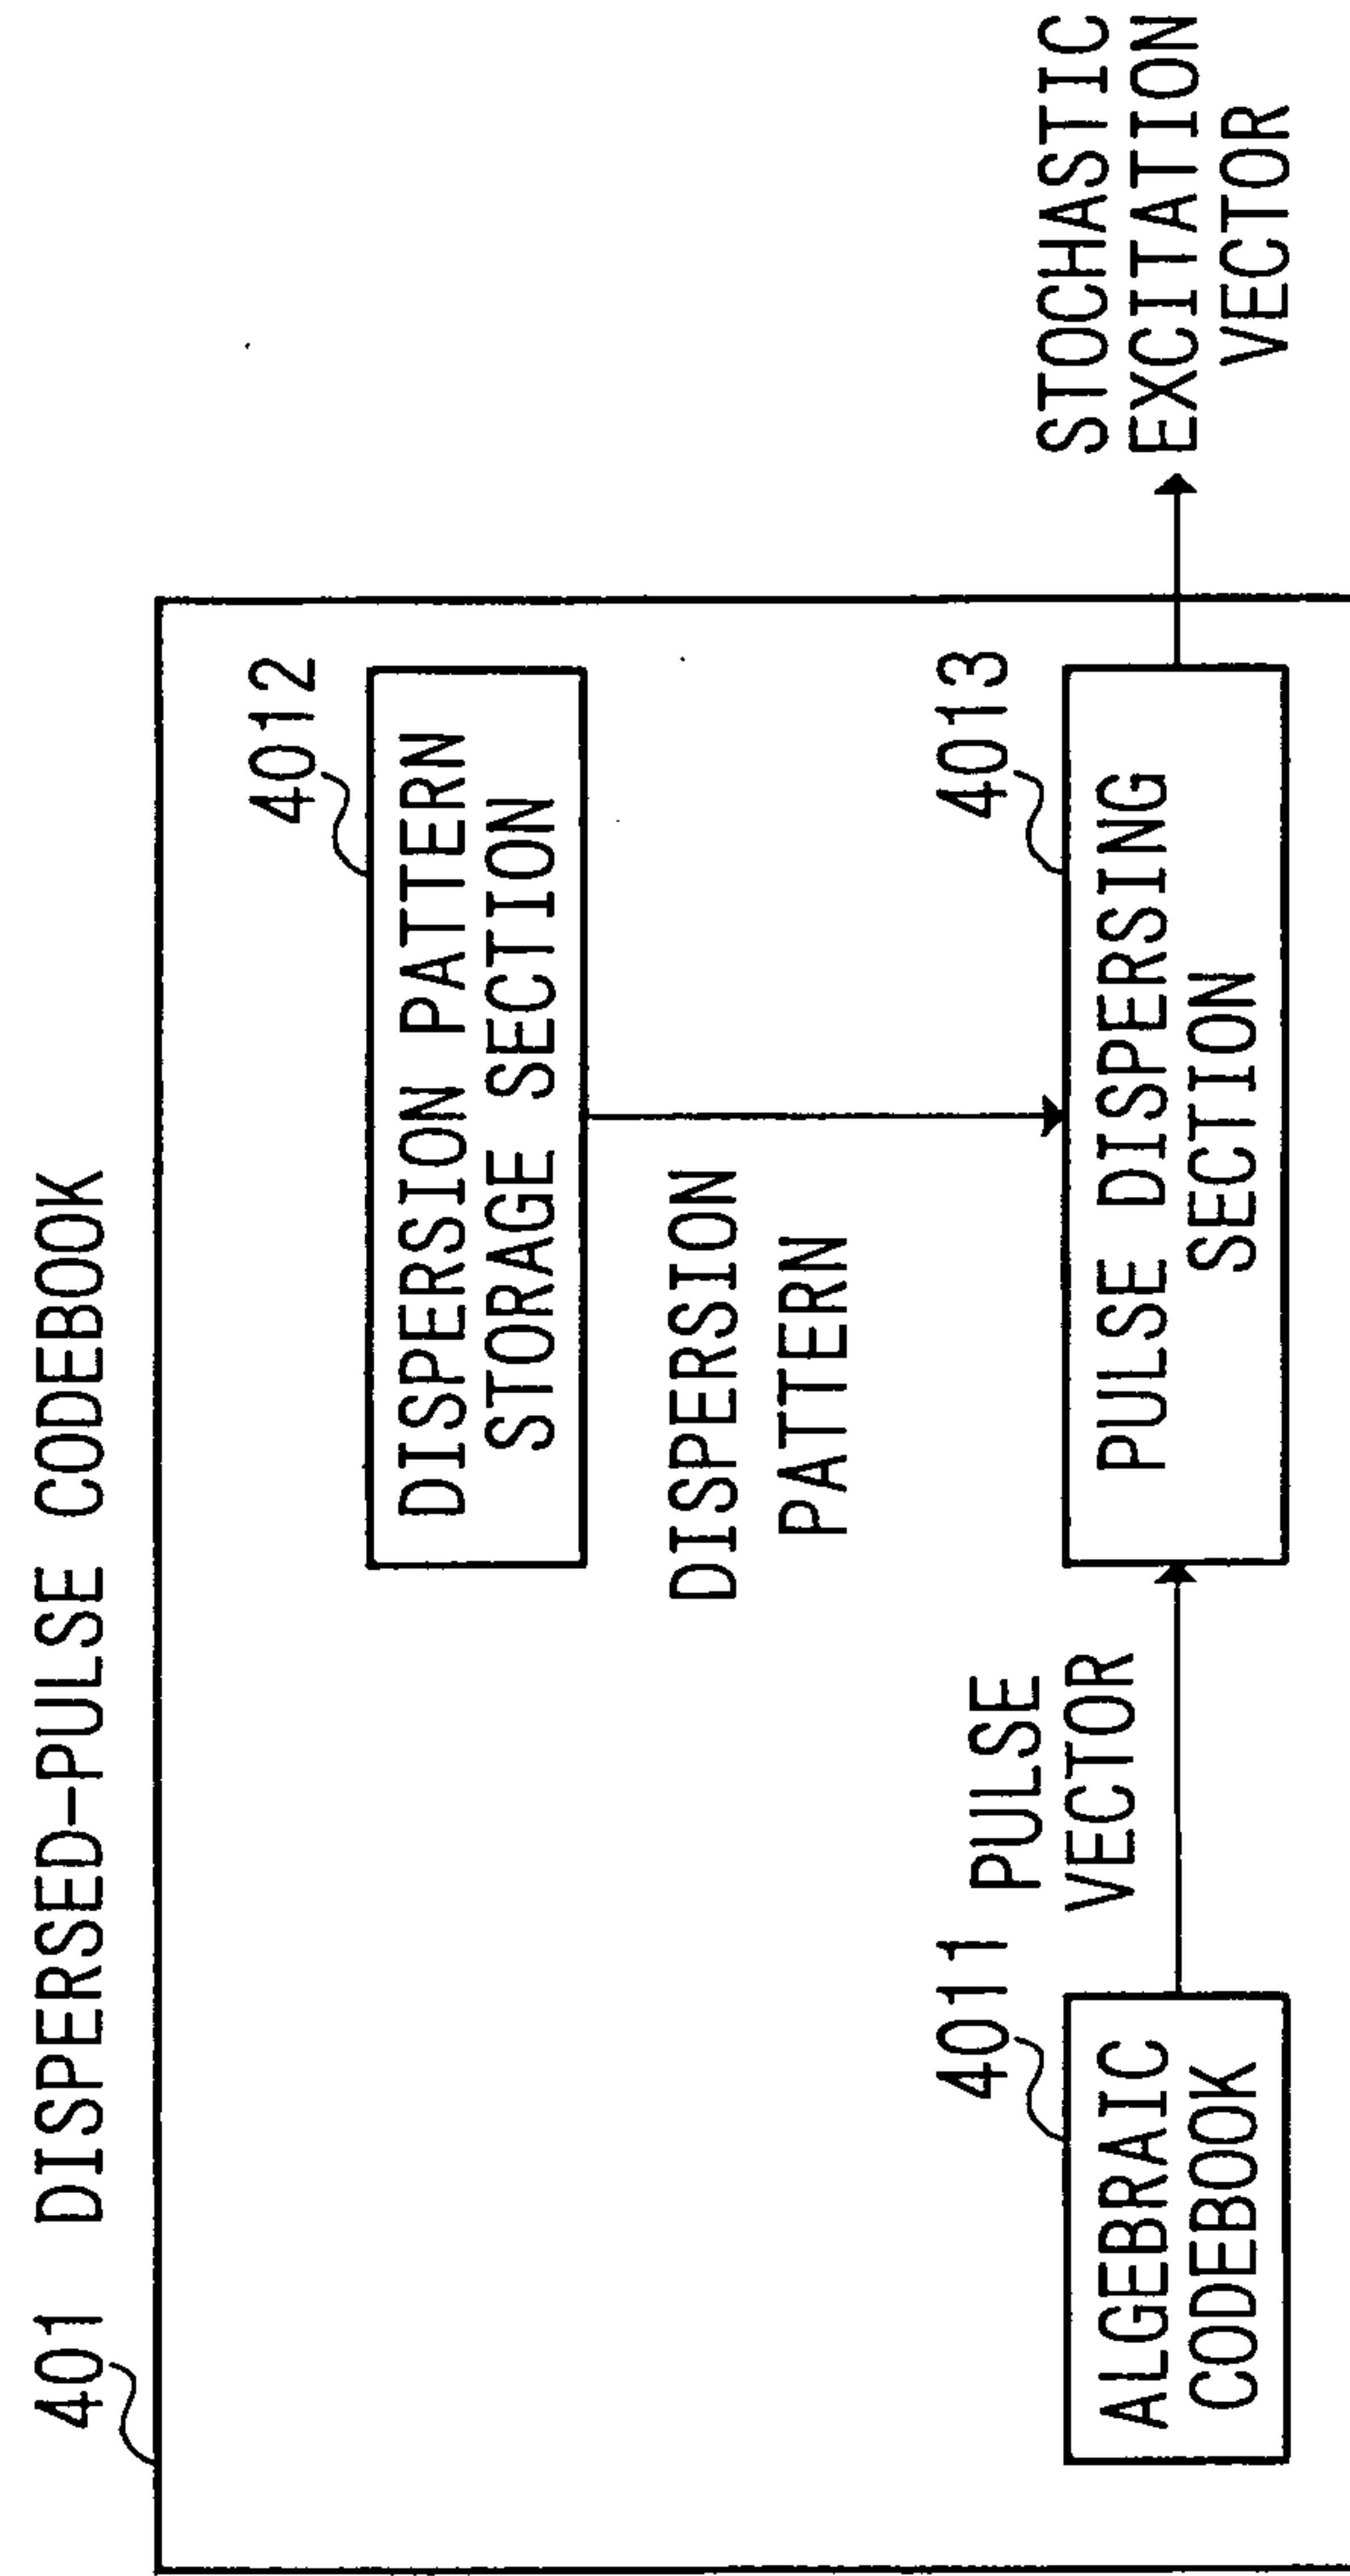 401 DISPERSED-PULSE CODEBOOK
4012
DISPERSION PATTERN
STORAGE SECTION
DISPERSION
PATTERN
4011
PULSE
VECTOR
4013
ALGEBRAIC
CODEBOOK
PULSE DISPERSING
SECTION
STOCHASTIC
EXCITATION
VECTOR